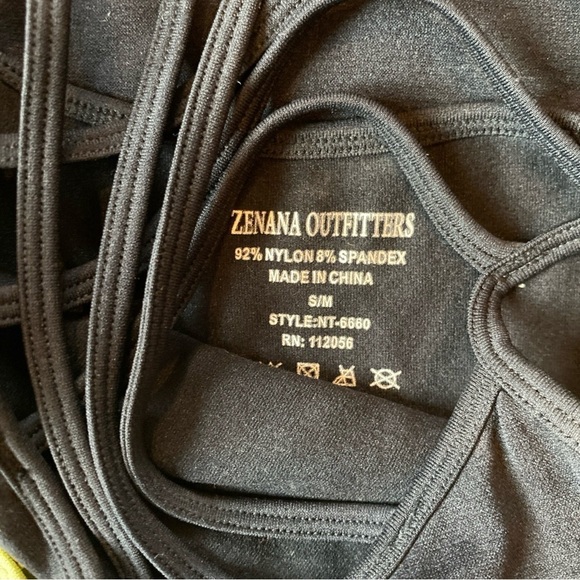 ZENANA OUTFITTERS
92% NYLON 8% SPANDEX
MADE IN CHINA
S/M
STYLE:NT-6660
RN: 112056